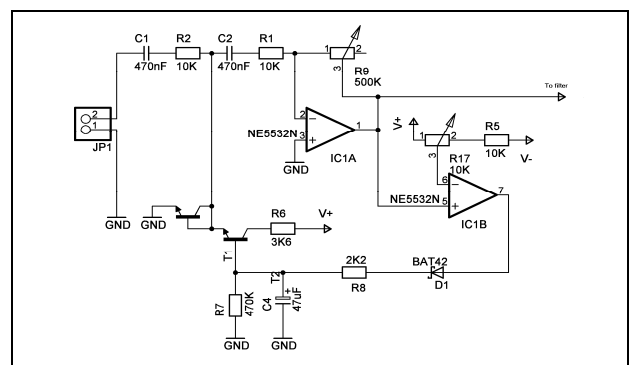 C1
470nF
R2
10K
C2
470nF
R1
10K
1
2
3
R9
500K
To filter
2
1
JP1
NE5532N
2
3
1
IC1A
GND
V+
1
2
3
R5
10K
V-
R17
10K
NE5532N
6
5
7
IC1B
GND
GND
R6
3K6
V+
T1
T2
2K2
R8
BAT42
D1
R7
470K
C4
+
47uF
GND
GND